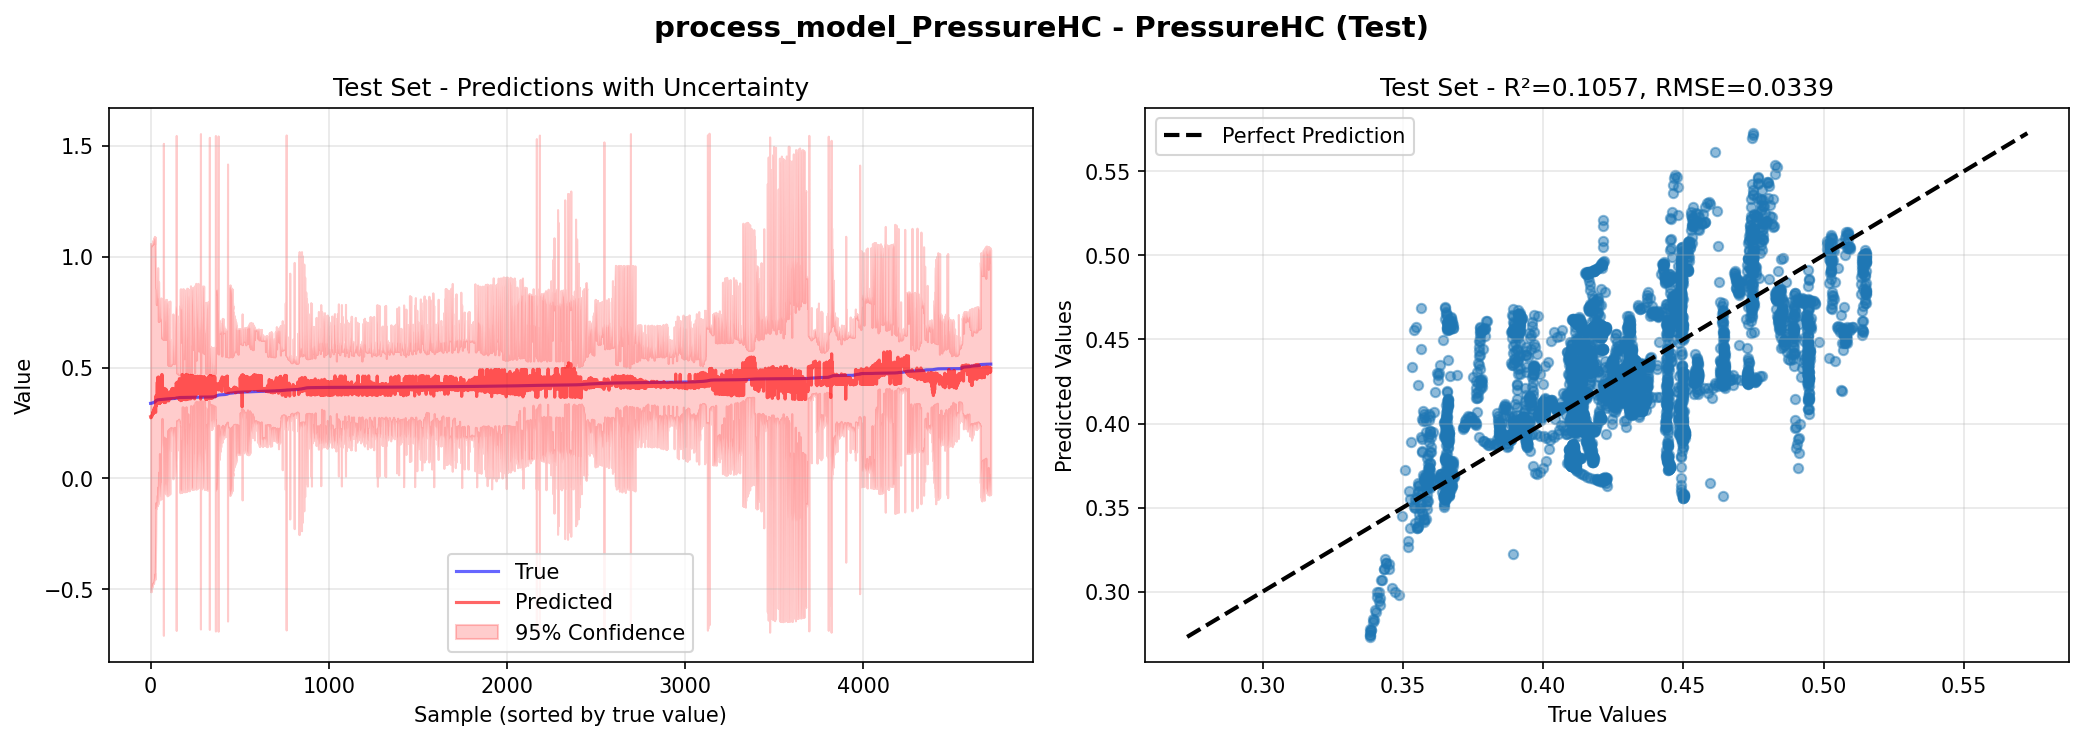 process_model_PressureHC - PressureHC (Test)
Test Set - Predictions with Uncertainty
Value
1.5
1.0
0.5
0.0
−0.5
True
Predicted
95% Confidence
0
1000
2000
3000
4000
Sample (sorted by true value)
Test Set - R²=0.1057, RMSE=0.0339
Perfect Prediction
Predicted Values
0.55
0.50
0.45
0.40
0.35
0.30
0.30
0.35
0.40
0.45
0.50
0.55
True Values